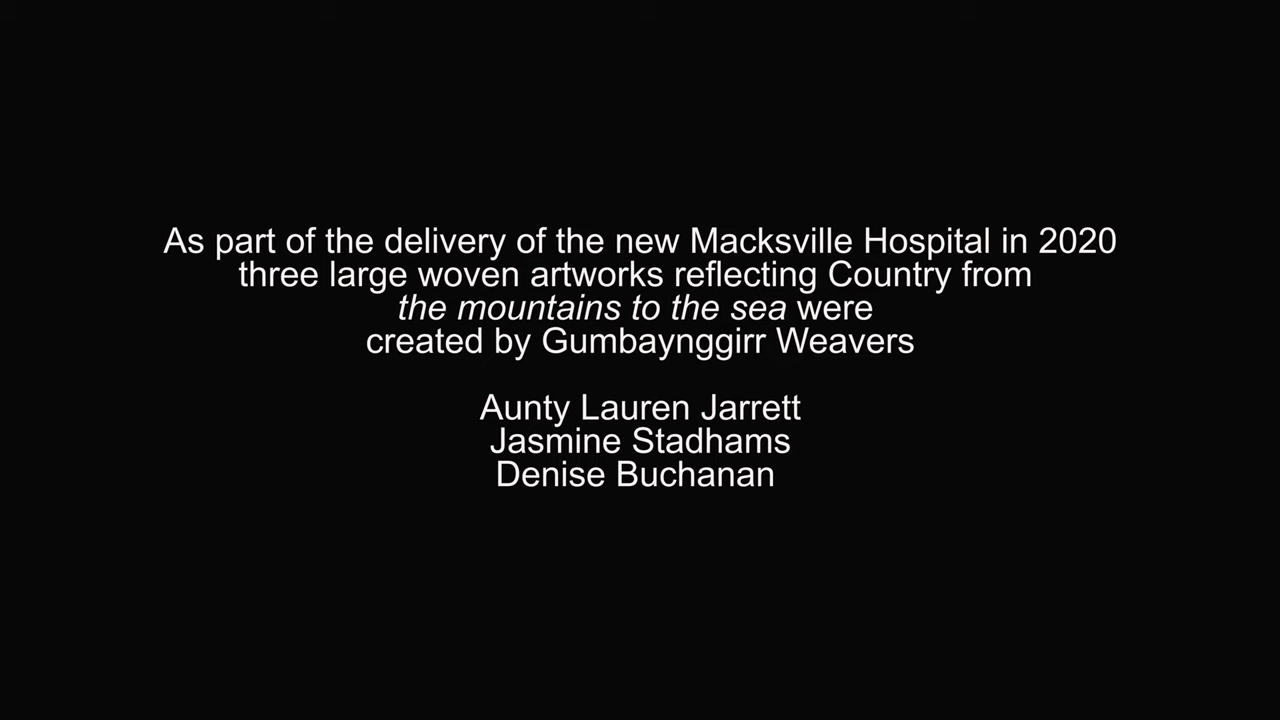 As part of the delivery of the new Macksville Hospital in 2020
three large woven artworks reflecting Country from
the mountains to the sea were
created by Gumbaynggirr Weavers
Aunty Lauren Jarrett
Jasmine Stadhams
Denise Buchanan